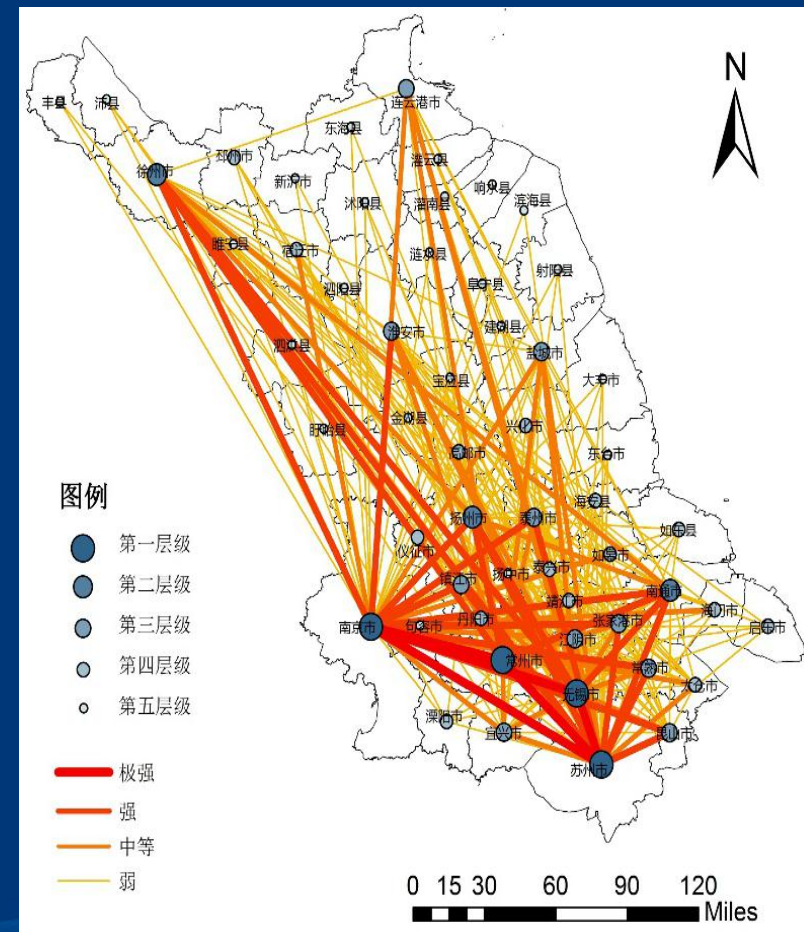 N
连云港市
丰县
沛县
东海县
灌云县
邳州市
徐州市
新沂市
响水县
沭阳县
灌南县
滨海县
睢宁县
宿迁市
涟水县
射阳县
泗阳县
阜宁县
淮安市
建湖县
泗洪县
盐城市
宝应县
大丰市
金湖县
盱眙县
兴化市
高邮市
东台市
海安县
扬州市
泰州市
如东县
仪征市
如皋市
镇江市
扬中市
泰兴市
南通市
靖江市
海门市
南京市
句容市
丹阳市
张家港市
启东市
江阴市
常州市
常熟市
太仓市
无锡市
溧阳市
宜兴市
昆山市
苏州市
图例
第一层级
第二层级
第三层级
第四层级
第五层级
极强
强
中等
弱
0 15 30 60 90 120
Miles